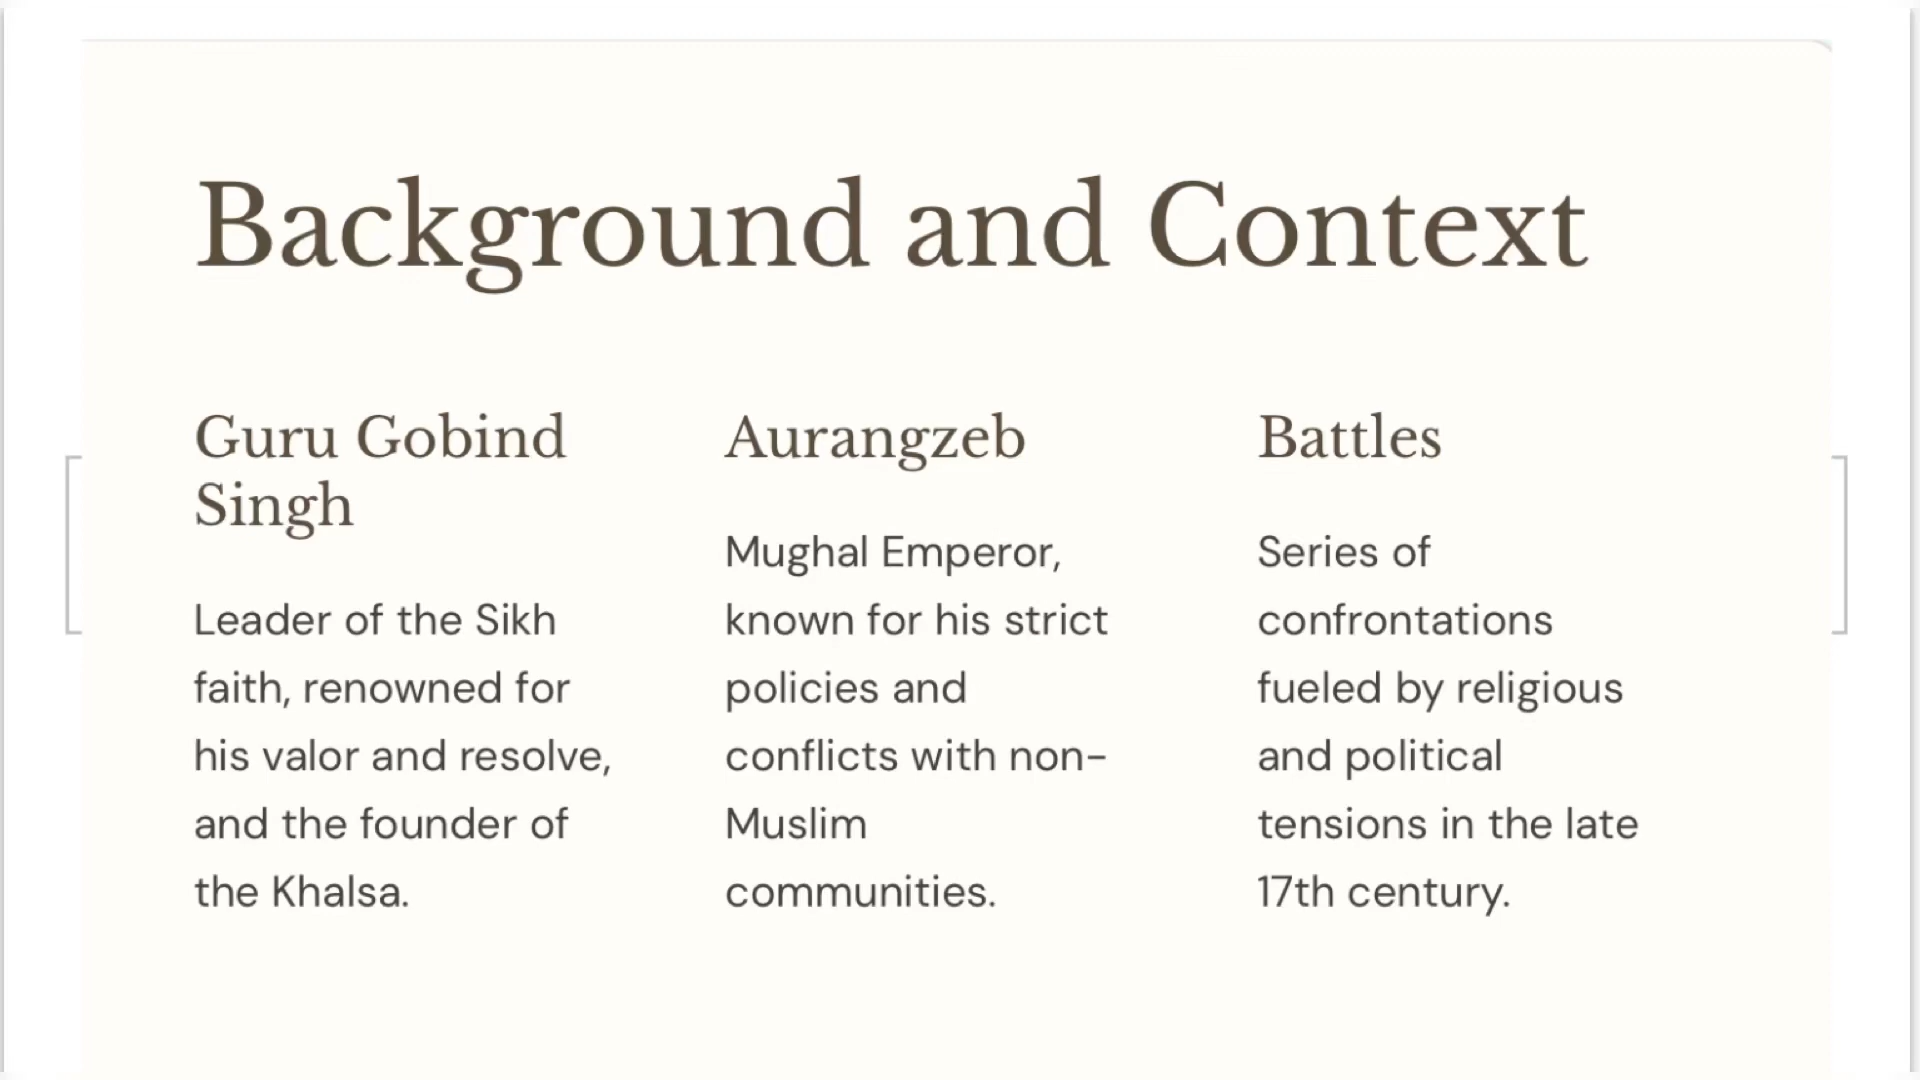 Background and Context
Guru Gobind
Singh
Leader of the Sikh
faith, renowned for
his valor and resolve,
and the founder of
the Khalsa.
Aurangzeb
Mughal Emperor,
known for his strict
policies and
conflicts with non-
Muslim
communities.
Battles
Series of
confrontations
fueled by religious
and political
tensions in the late
17th century.